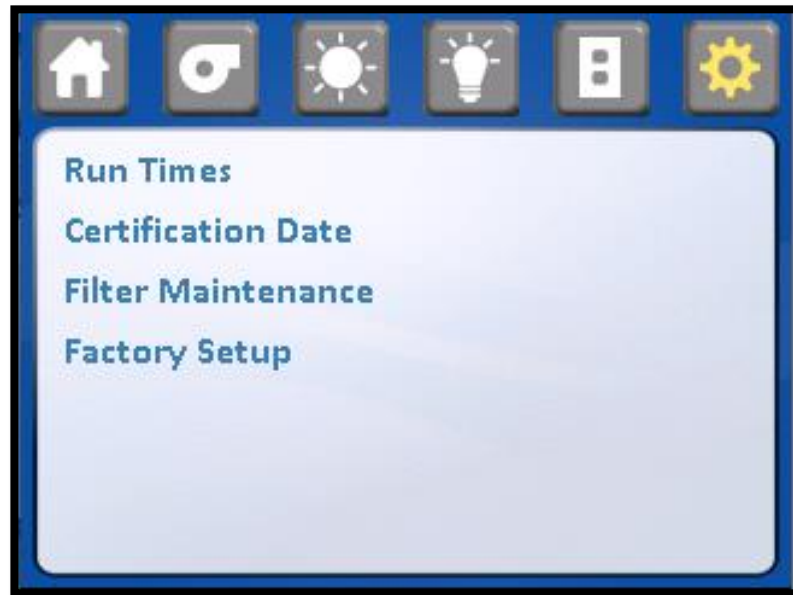 Run Times
Certification Date
Filter Maintenance
Factory Setup